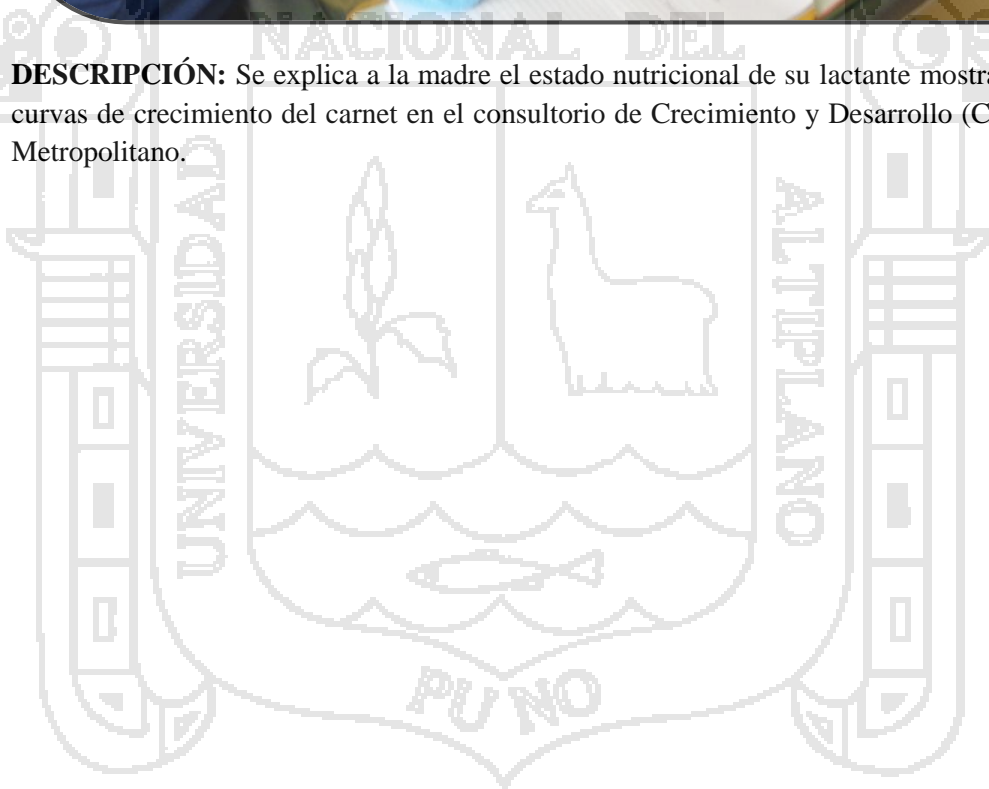 NACIONAL DEL
DESCRIPCIÓN: Se explica a la madre el estado nutricional de su lactante mostra
curvas de crecimiento del carnet en el consultorio de Crecimiento y Desarrollo (C
Metropolitano.
UNIVERSIDAD
ALTIPLANO
PUNO